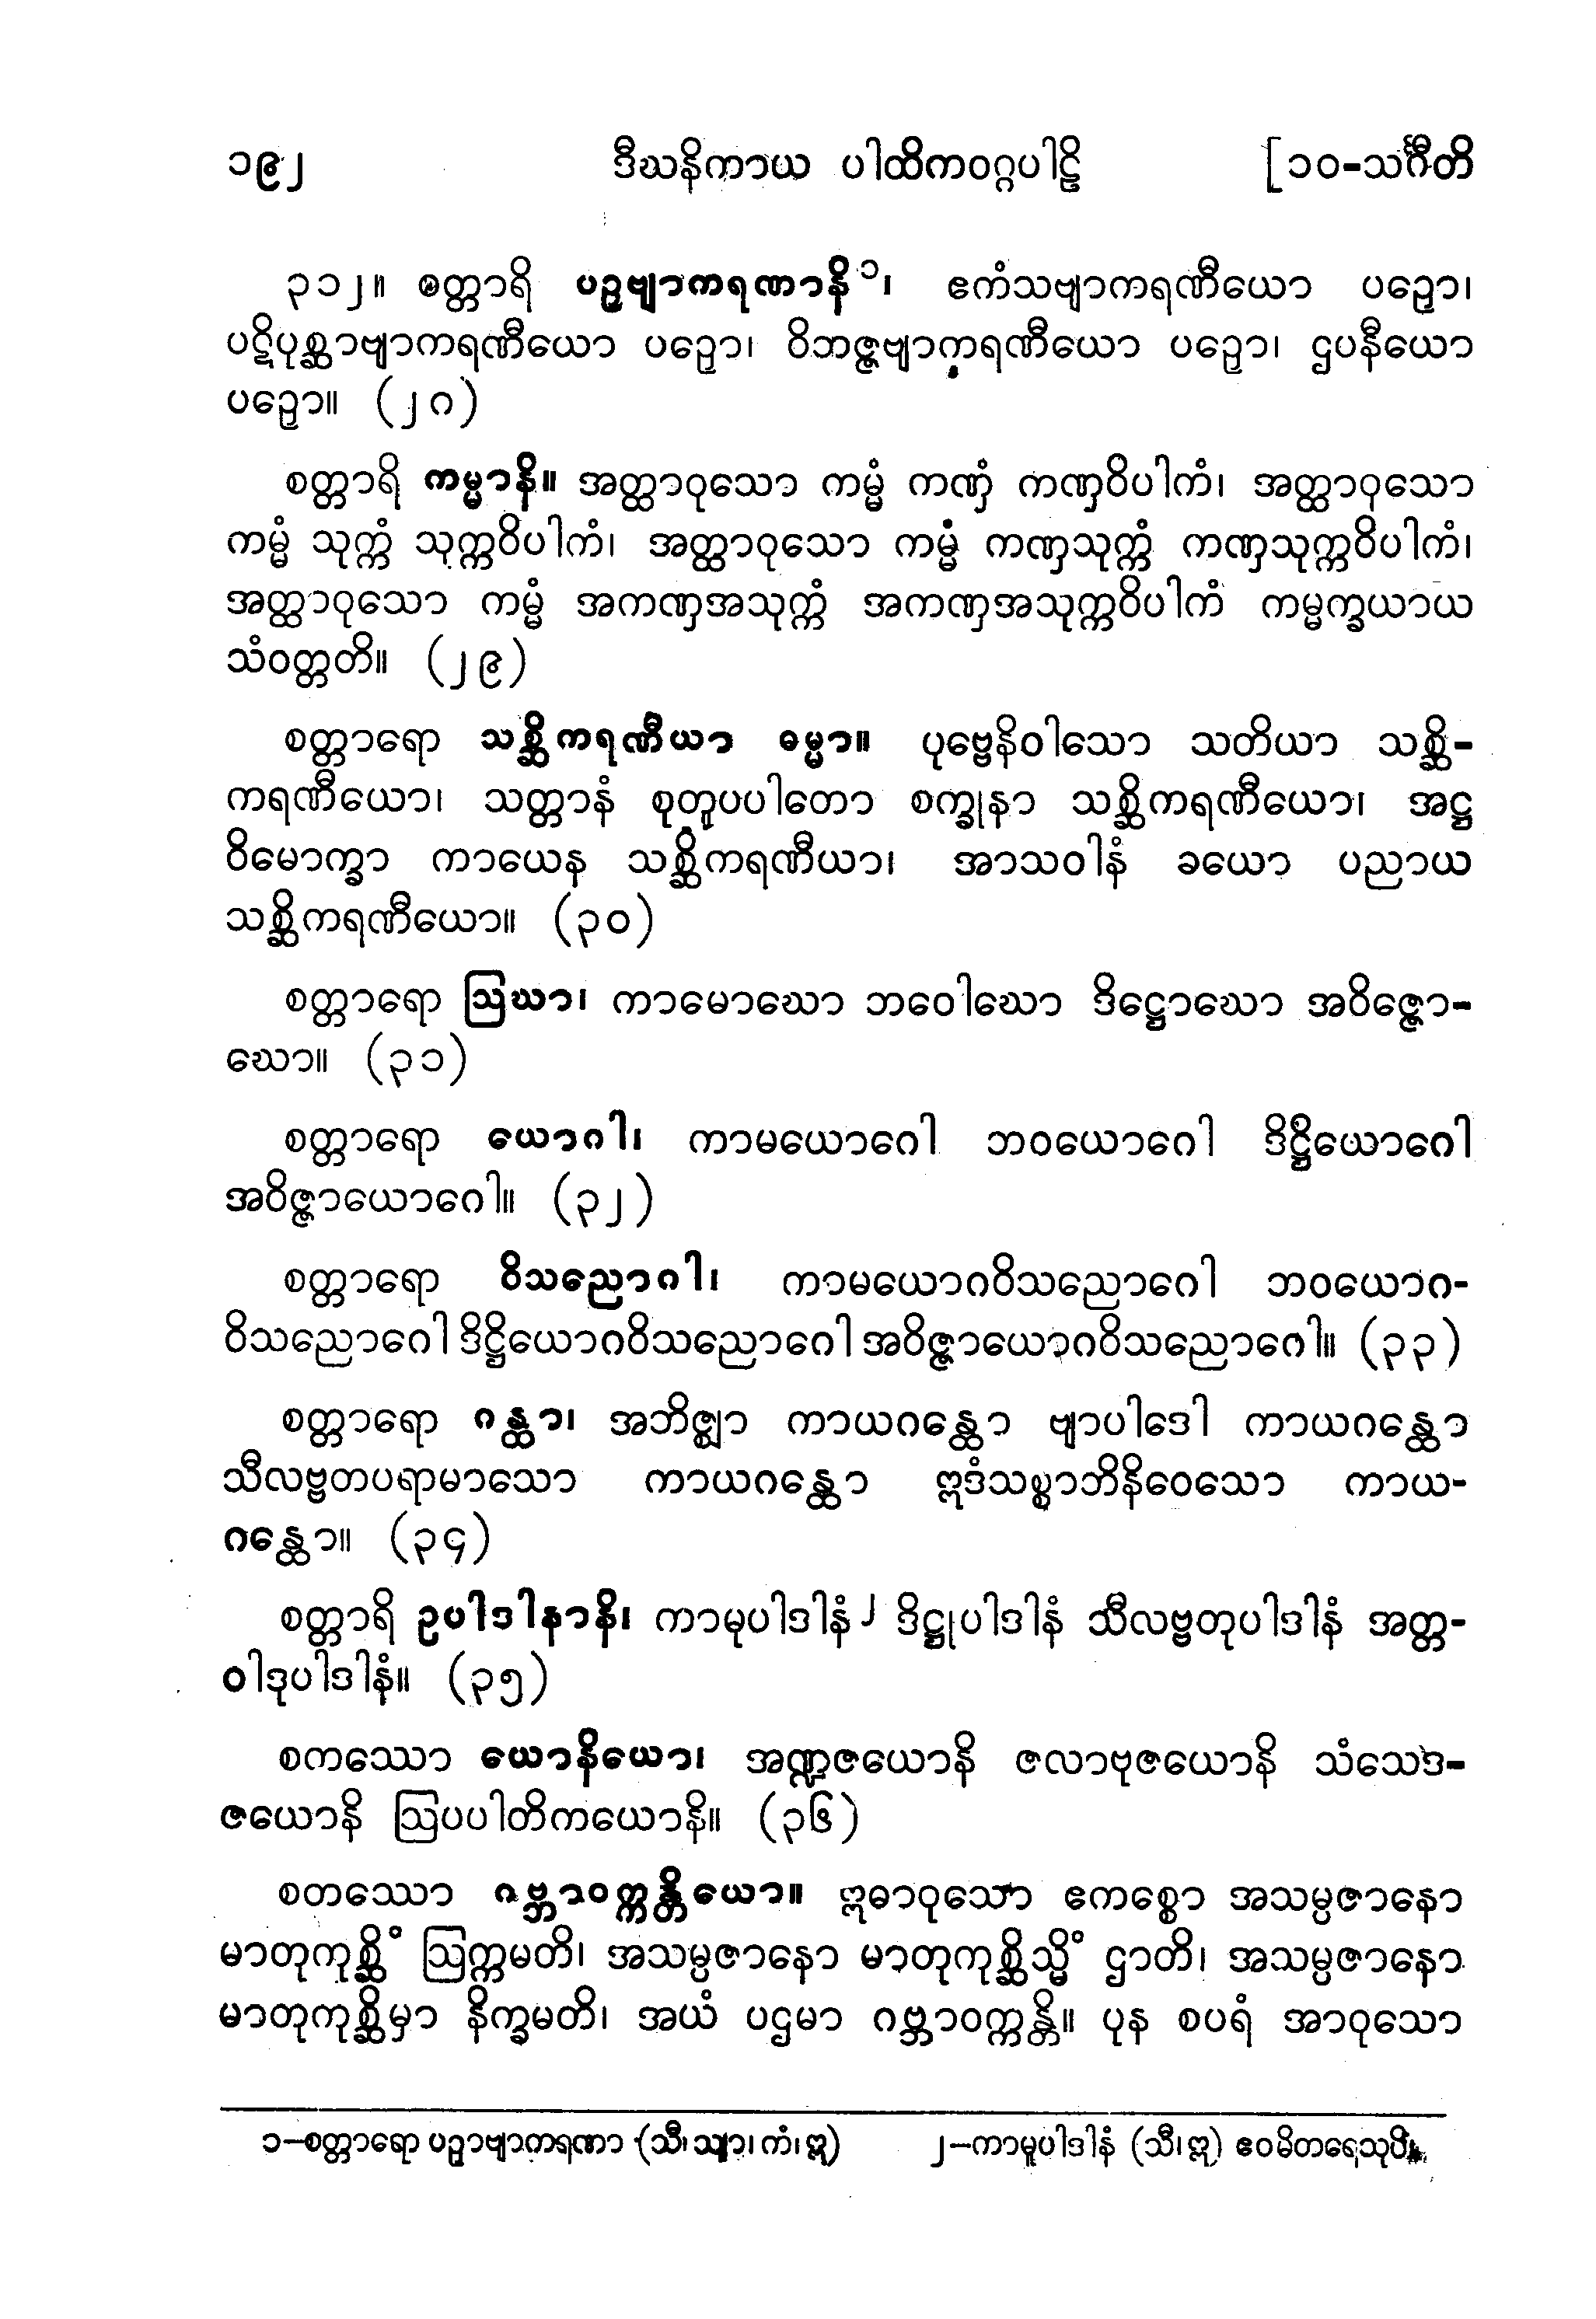 ၁၉၂ ဒီဃနိကာယ ပါထိကဝဂ္ဂပါဠိ [၁၀-သင်္ဂီတိ
၃၁၂။ စတ္တာရိ ပဥှဗျာကရဏာနိ၁၊ ဧကံသဗျာကရဏီယော ပဉှော၊
ပဋိပုစ္ဆာဗျာကရဏီယော ပဉှော၊ ဝိဘဇ္ဇဗျာကရဏီယော ပဉှော၊ ဌပနီယော
ပဉှော။ (၂၈)
စတ္တာရိ ကမ္မာနိ။ အတ္ထာဝုသော ကမ္မံ ကဏှံ ကဏှဝိပါကံ၊ အတ္ထာဝုသော
ကမ္မံ သုက္ကံ သုက္ကဝိပါကံ၊ အတ္ထာဝုသော ကမ္မံ ကဏှသုက္ကံ ကဏှသုက္ကဝိပါကံ၊
အတ္ထာဝုသော ကမ္မံ အကဏှအသုက္ကံ အကဏှအသုက္ကဝိပါကံ ကမ္မက္ခယာယ
သံဝတ္တတိ။ (၂၉)
စတ္တာရော သစ္ဆိကရဏီယာ ဓမ္မာ။ ပုဗ္ဗေနိဝါသော သတိယာ သစ္ဆိ-
ကရဏီယော၊ သတ္တာနံ စုတူပပါတော စက္ခုနာ သစ္ဆိကရဏီယော၊ အဋ္ဌ
ဝိမောက္ခာ ကာယေန သစ္ဆိကရဏီယာ၊ အာသဝါနံ ခယော ပညာယ
သစ္ဆိကရဏီယော။ (၃၀)
စတ္တာရော ဩဃာ၊ ကာမောဃော ဘဝေါဃော ဒိဋ္ဌောဃော အဝိဇ္ဇော-
ဃော။ (၃၁)
စတ္တာရော ယောဂါ၊ ကာမယောဂေါ ဘဝယောဂေါ ဒိဋ္ဌိယောဂေါ
အဝိဇ္ဇာယောဂေါ။ (၃၂)
စတ္တာရော ဝိသညောဂါ၊ ကာမယောဂဝိသညောဂေါ ဘဝယောဂ-
ဝိသညောဂေါ ဒိဋ္ဌိယောဂဝိသညောဂေါ အဝိဇ္ဇာယောဂဝိသညောဂေါ။ (၃၃)
စတ္တာရော ဂန္ထာ၊ အဘိဇ္ဈာ ကာယဂန္ထော ဗျာပါဒေါ ကာယဂန္ထော
သီလဗ္ဗတပရာမာသော ကာယဂန္ထော ဣဒံသစ္စာဘိနိဝေသော ကာယ-
ဂန္ထော။ (၃၄)
စတ္တာရိ ဥပါဒါနာနိ၊ ကာမုပါဒါနံ၂ ဒိဋ္ဌုပါဒါနံ သီလဗ္ဗတုပါဒါနံ အတ္တ-
ဝါဒုပါဒါနံ။ (၃၅)
စကဿော ယောနိယော၊ အဏ္ဍဇယောနိ ဇလာဗုဇယောနိ သံသေဒ-
ဇယောနိ ဩပပါတိကယောနိ။ (၃၆)
စတဿော ဂဗ္ဘာဝက္ကန္တိယော။ ဣဓာဝုသော ဧကစ္စော အသမ္ပဇာနော
မာတုကုစ္ဆိံ ဩက္ကမတိ၊ အသမ္ပဇာနော မာတုကုစ္ဆိသ္မိံ ဌာတိ၊ အသမ္ပဇာနော
မာတုကုစ္ဆိမှာ နိက္ခမတိ၊ အယံ ပဌမာ ဂဗ္ဘာဝက္ကန္တိ။ ပုန စပရံ အာဝုသော
၁-စတ္တာရော ပဉှာဗျာကရဏာ (သီ၊သျာ၊ကံ၊ဣ) ၂-ကာမူပါဒါနံ (သီ၊ဣ) ဧဝမိတရေသုပိ။